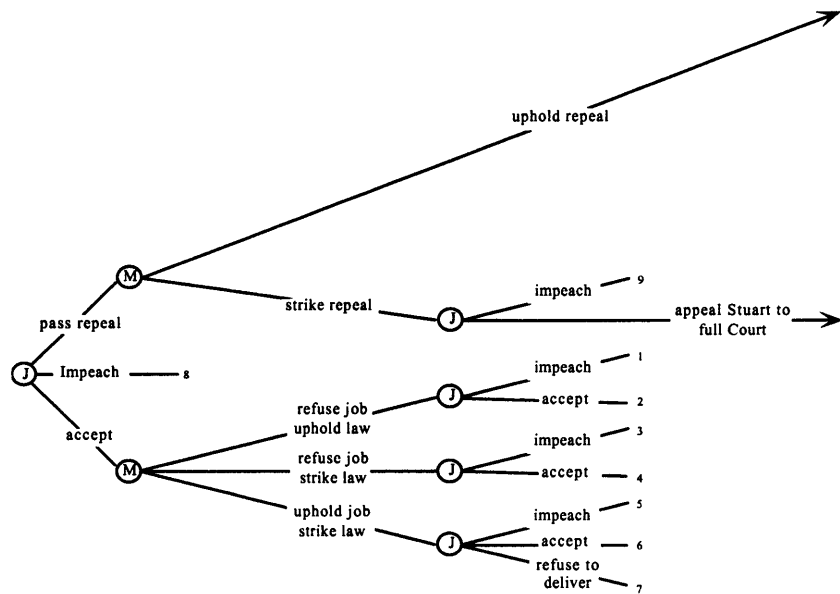 uphold repeal
M
impeach 9
strike repeal
J
appeal Stuart to
full Court
pass repeal
J
Impeach 8
impeach 1
J
accept 2
refuse job
uphold law
accept
impeach 3
M
refuse job
strike law
J
accept 4
uphold job
strike law
impeach 5
J
accept 6
refuse to
deliver 7